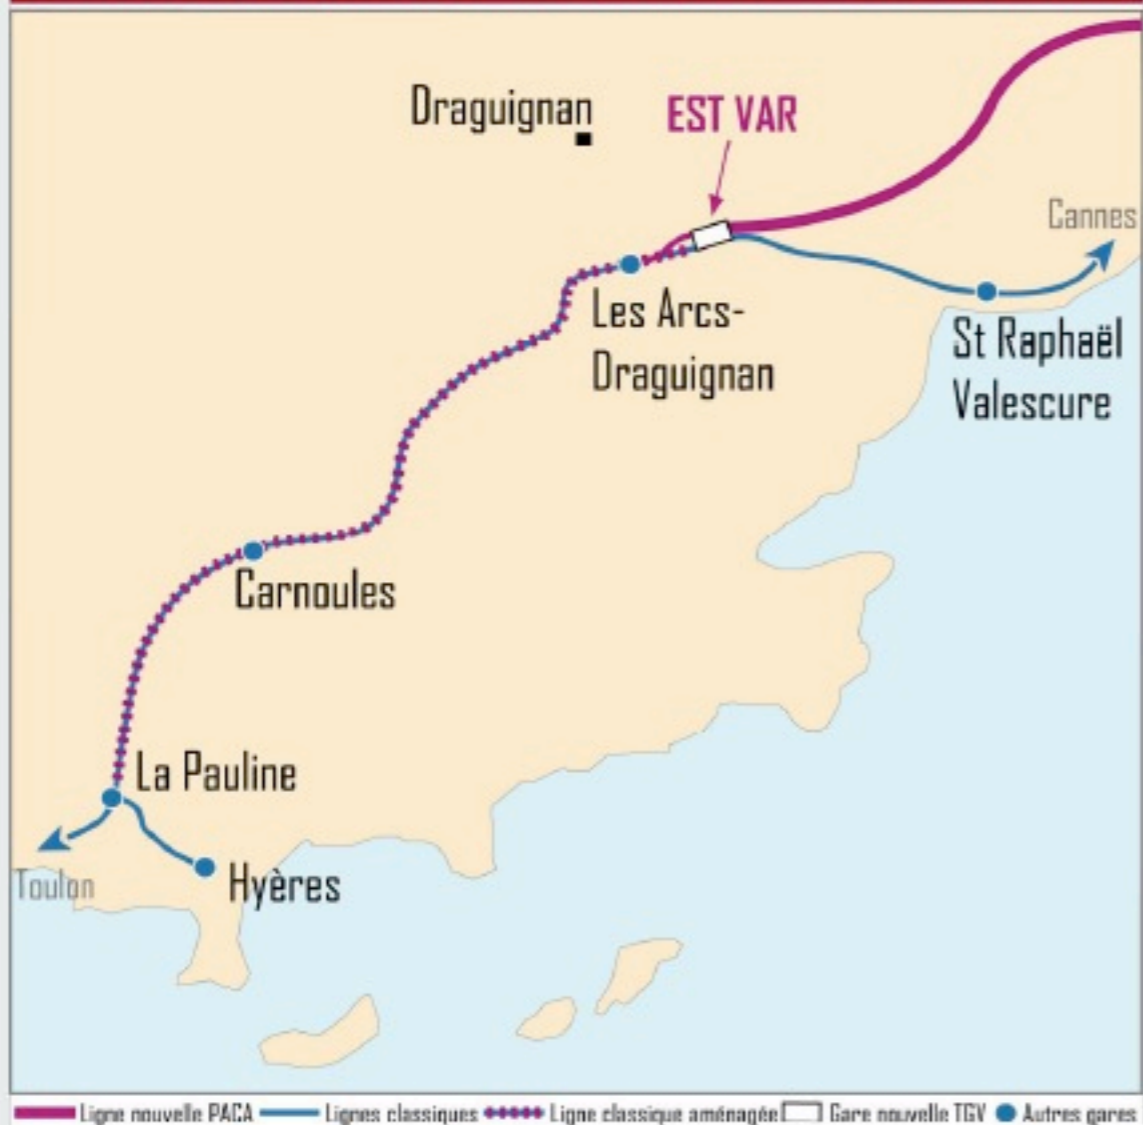 Draguignan
EST VAR
Cannes
Les Arcs-
Draguignan
St Raphaël
Valescure
Carnoules
La Pauline
Toulon
Hyères
Ligne nouvelle PACA Lignes classiques Ligne classique aménagée Gare nouvelle TGV Autres gares